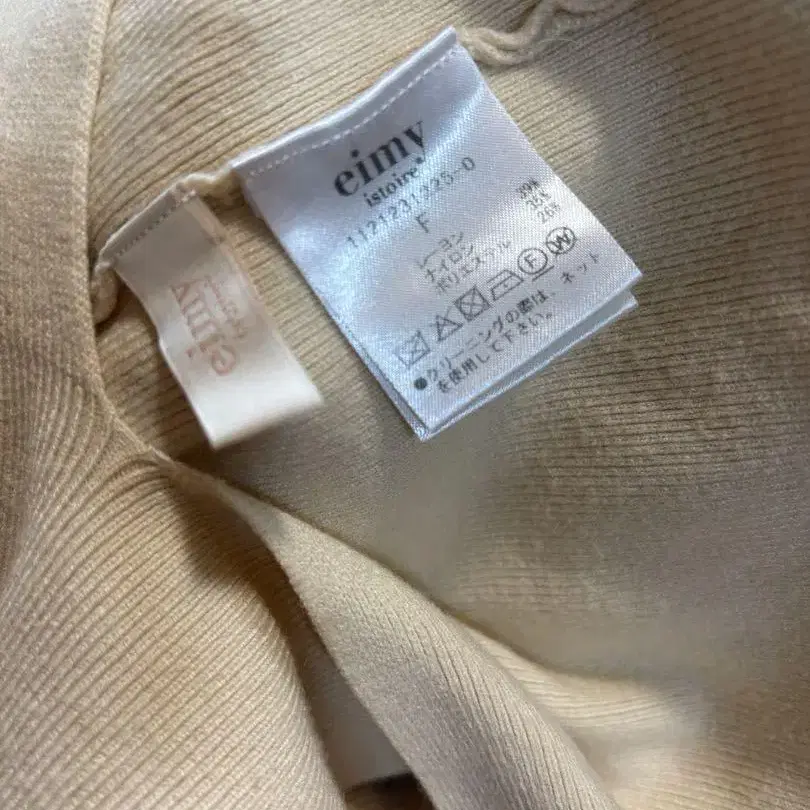 eimy
istoire
1121231325-0
F
レーヨン 39%
ナイロン 35%
ポリエステル 26%
●クリーニングの際は、ネット
を使用して下さい。
eimy